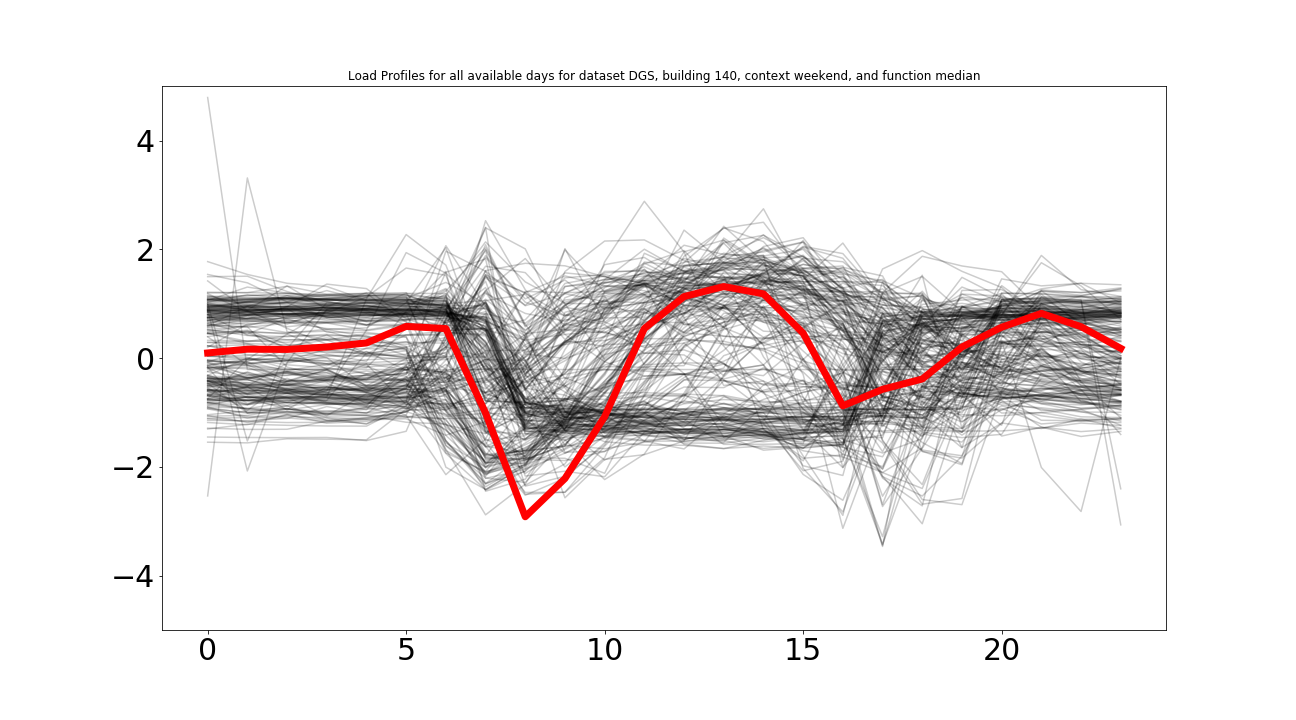 Load Profiles for all available days for dataset DGS, building 140, context weekend, and function median
4
2
0
−2
−4
0 5 10 15 20